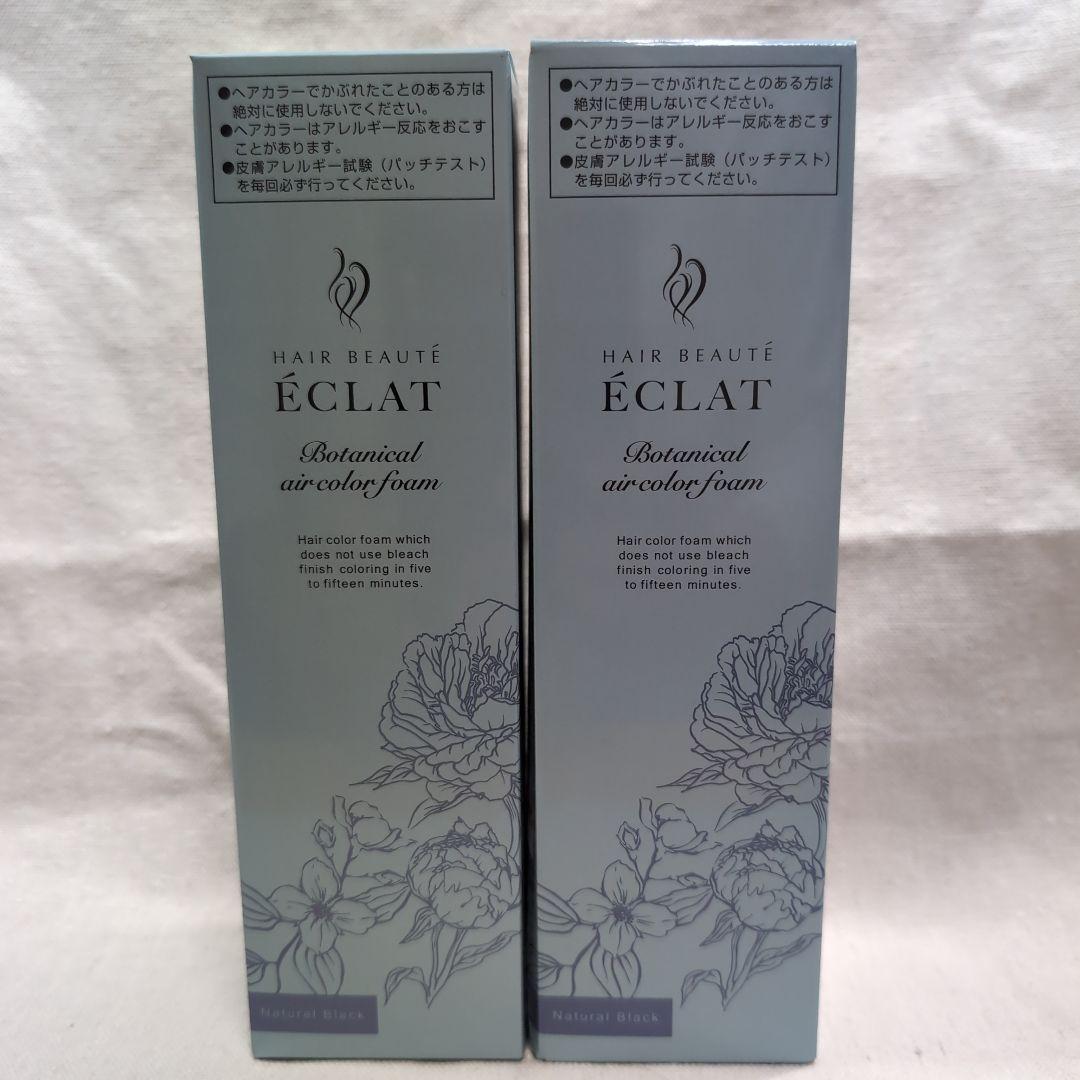 ●ヘアカラーでかぶれたことのある方は
絶対に使用しないでください。
●ヘアカラーはアレルギー反応をおこす
ことがあります。
●皮膚アレルギー試験（パッチテスト）
を毎回必ず行ってください。
HAIR BEAUTÉ
ÉCLAT
Botanical
air color foam
Hair color foam which
does not use bleach
finish coloring in five
to fifteen minutes.
Natural Black
●ヘアカラーでかぶれたことのある方は
絶対に使用しないでください。
●ヘアカラーはアレルギー反応をおこす
ことがあります。
●皮膚アレルギー試験（パッチテスト）
を毎回必ず行ってください。
HAIR BEAUTÉ
ÉCLAT
Botanical
air color foam
Hair color foam which
does not use bleach
finish coloring in five
to fifteen minutes.
Natural Black